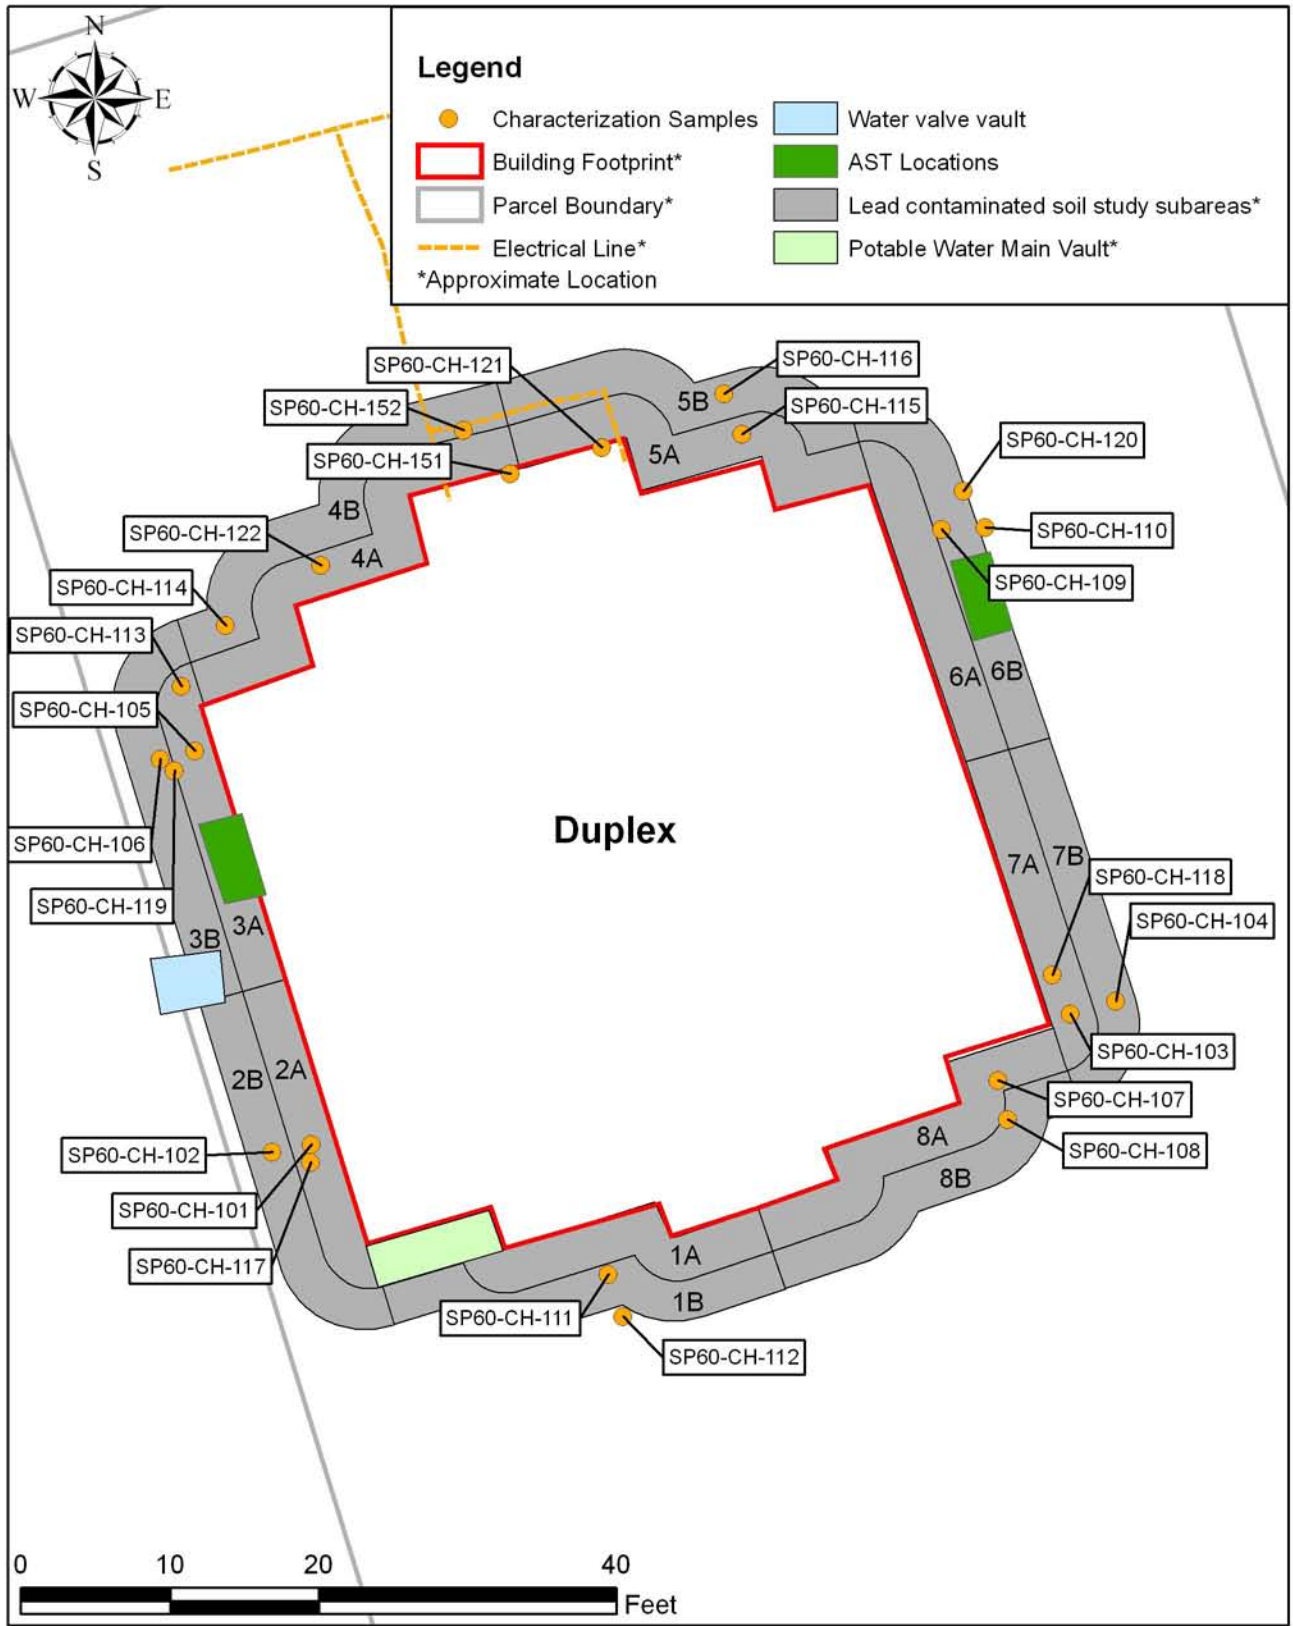 N
W E
S
Legend
Characterization Samples
Building Footprint*
Parcel Boundary*
Electrical Line*
*Approximate Location
Water valve vault
AST Locations
Lead contaminated soil study subareas*
Potable Water Main Vault*
SP60-CH-116
SP60-CH-121
SP60-CH-152
5B
SP60-CH-115
SP60-CH-120
5A
SP60-CH-151
4B
SP60-CH-122
SP60-CH-110
4A
SP60-CH-114
SP60-CH-109
SP60-CH-113
6A 6B
SP60-CH-105
Duplex
SP60-CH-106
7A 7B
SP60-CH-118
SP60-CH-119
3B 3A
SP60-CH-104
SP60-CH-103
2B 2A
SP60-CH-107
8A
SP60-CH-102
SP60-CH-108
8B
SP60-CH-101
1A
SP60-CH-117
1B
SP60-CH-111
SP60-CH-112
0 10 20 40
Feet